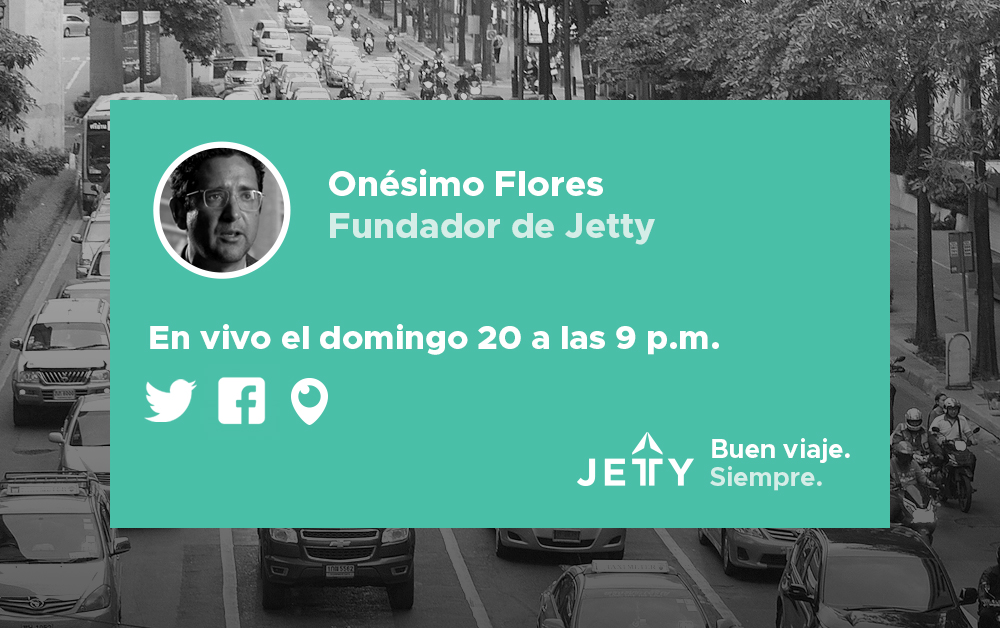 Onésimo Flores
Fundador de Jetty
En vivo el domingo 20 a las 9 p.m.
JETTY
Buen viaje.
Siempre.